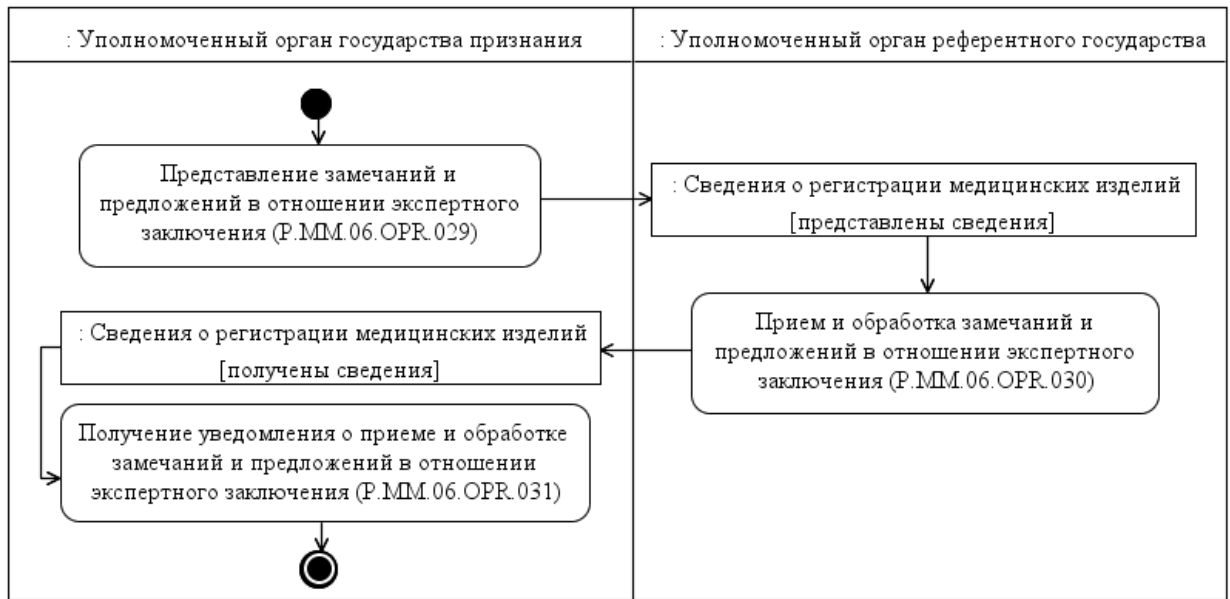 : Уполномоченный орган государства признания
: Уполномоченный орган референтного государства
Представление замечаний и
предложений в отношении экспертного
заключения (P.MM.06.OPR.029)
: Сведения о регистрации медицинских изделий
[представлены сведения]
Прием и обработка замечаний и
предложений в отношении экспертного
заключения (P.MM.06.OPR.030)
: Сведения о регистрации медицинских изделий
[получены сведения]
Получение уведомления о приеме и обработке
замечаний и предложений в отношении
экспертного заключения (P.MM.06.OPR.031)